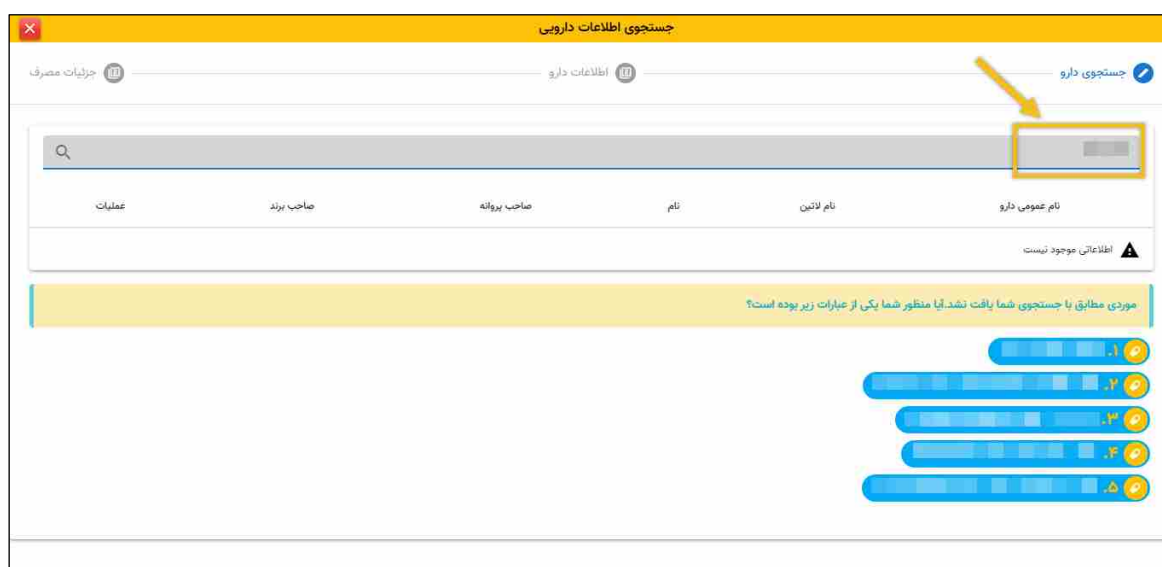 جستجوی اطلاعات دارویی
جستجوی دارو اطلاعات دارو جزئیات مصرف
نام عمومی دارو نام لاتین نام صاحب پروانه صاحب برند عملیات
اطلاعاتی موجود نیست
موردی مطابق با جستجوی شما یافت نشد.آیا منظور شما یکی از عبارات زیر بوده است؟
۱.
۲.
۳.
۴.
۵.